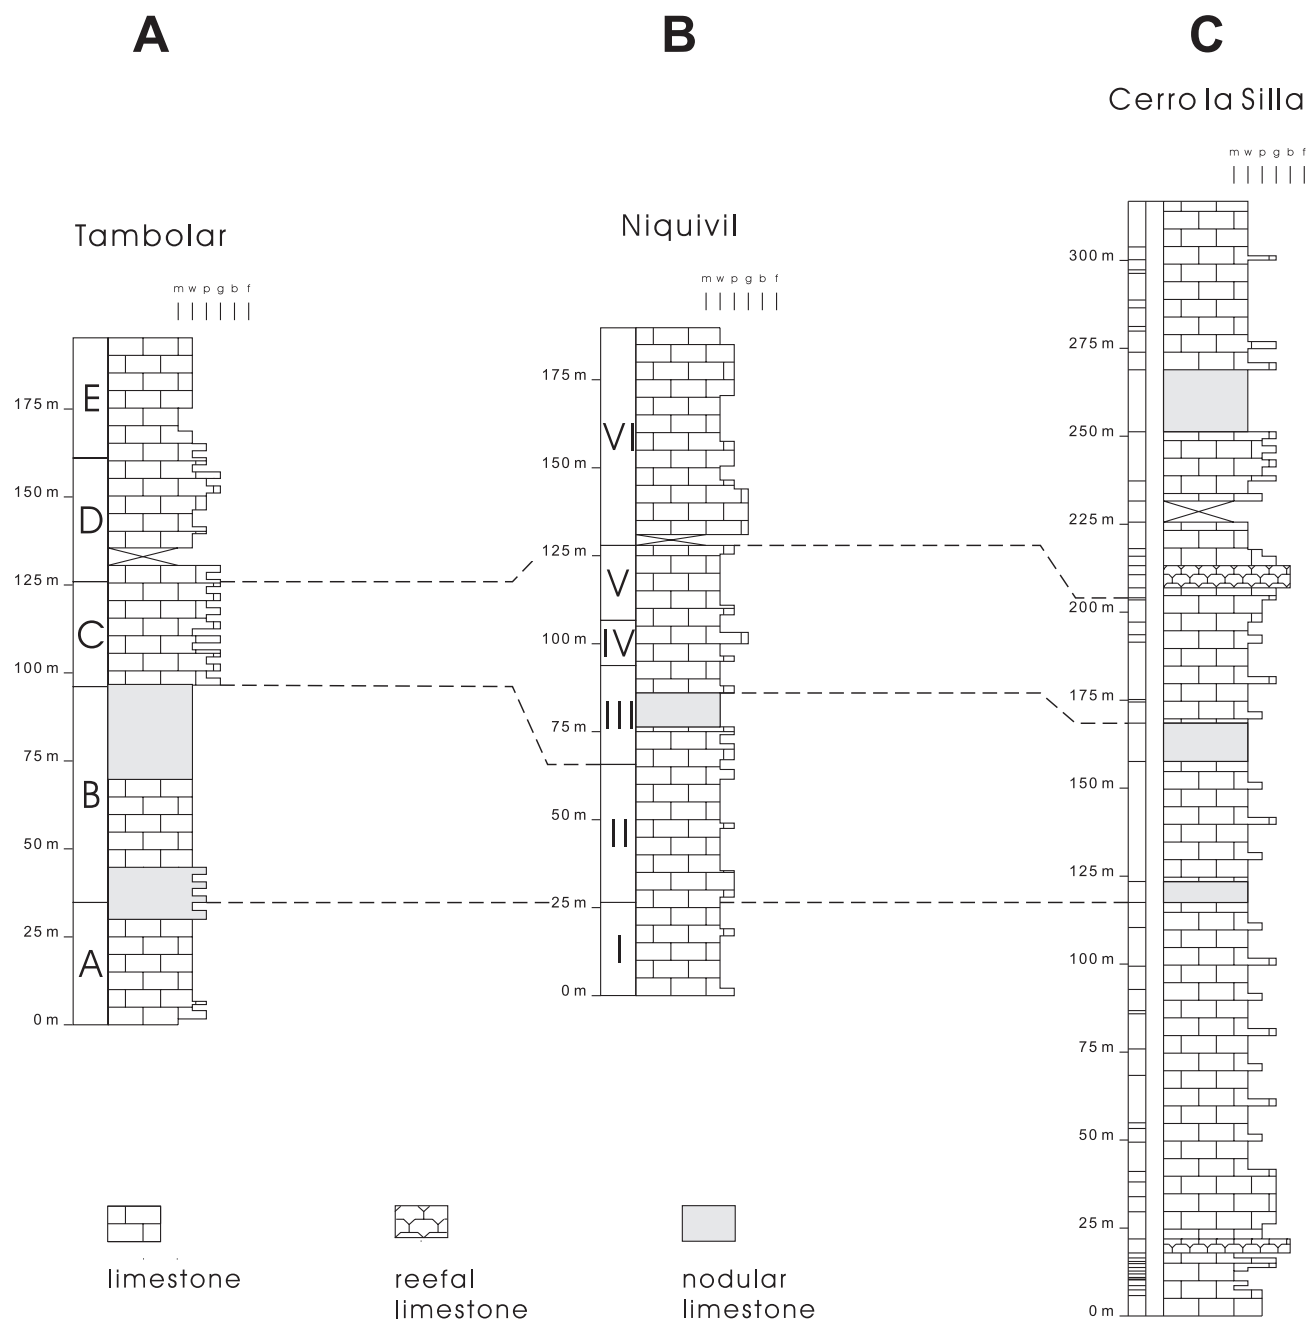 A
B
C
Cerro la Silla
m w p g b f
Niquivil
m w p g b f
Tambolar
m w p g b f
E
D
C
B
A
175 m
150 m
125 m
100 m
75 m
50 m
25 m
0 m
VI
V
IV
III
II
I
175 m
150 m
125 m
100 m
75 m
50 m
25 m
0 m
300 m
275 m
250 m
225 m
200 m
175 m
150 m
125 m
100 m
75 m
50 m
25 m
0 m
limestone
reefal
limestone
nodular
limestone